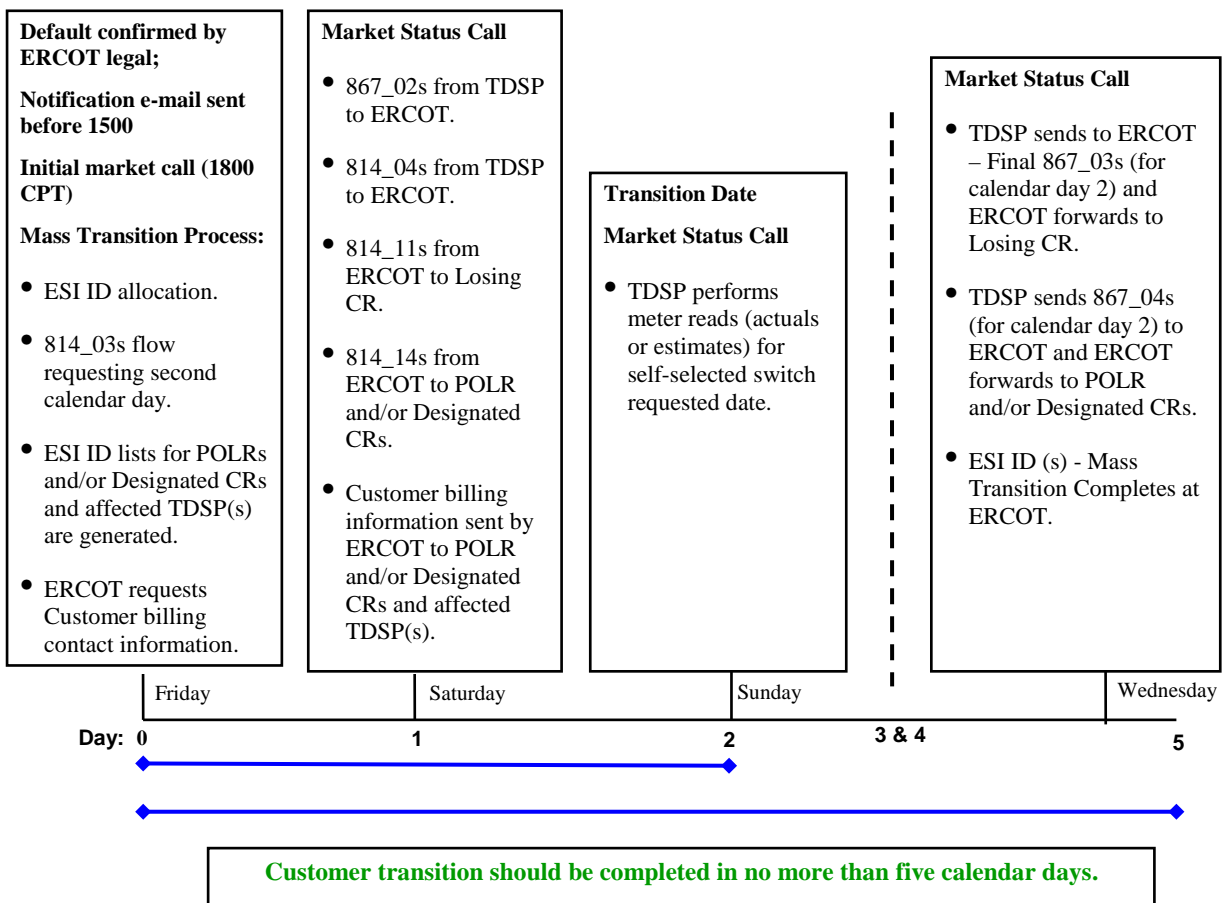 Default confirmed by
ERCOT legal;
Notification e-mail sent
before 1500
Initial market call (1800
CPT)
Mass Transition Process:
• ESI ID allocation.
• 814_03s flow
requesting second
calendar day.
• ESI ID lists for POLRs
and/or Designated CRs
and affected TDSP(s)
are generated.
• ERCOT requests
Customer billing
contact information.
Market Status Call
• 867_02s from TDSP
to ERCOT.
• 814_04s from TDSP
to ERCOT.
• 814_11s from
ERCOT to Losing
CR.
• 814_14s from
ERCOT to POLR
and/or Designated
CRs.
• Customer billing
information sent by
ERCOT to POLR
and/or Designated
CRs and affected
TDSP(s).
Transition Date
Market Status Call
• TDSP performs
meter reads (actuals
or estimates) for
self-selected switch
requested date.
Market Status Call
• TDSP sends to ERCOT
– Final 867_03s (for
calendar day 2) and
ERCOT forwards to
Losing CR.
• TDSP sends 867_04s
(for calendar day 2) to
ERCOT and ERCOT
forwards to POLR
and/or Designated CRs.
• ESI ID (s) - Mass
Transition Completes at
ERCOT.
Friday Saturday Sunday Wednesday
Day: 0 1 2 3 & 4 5
Customer transition should be completed in no more than five calendar days.